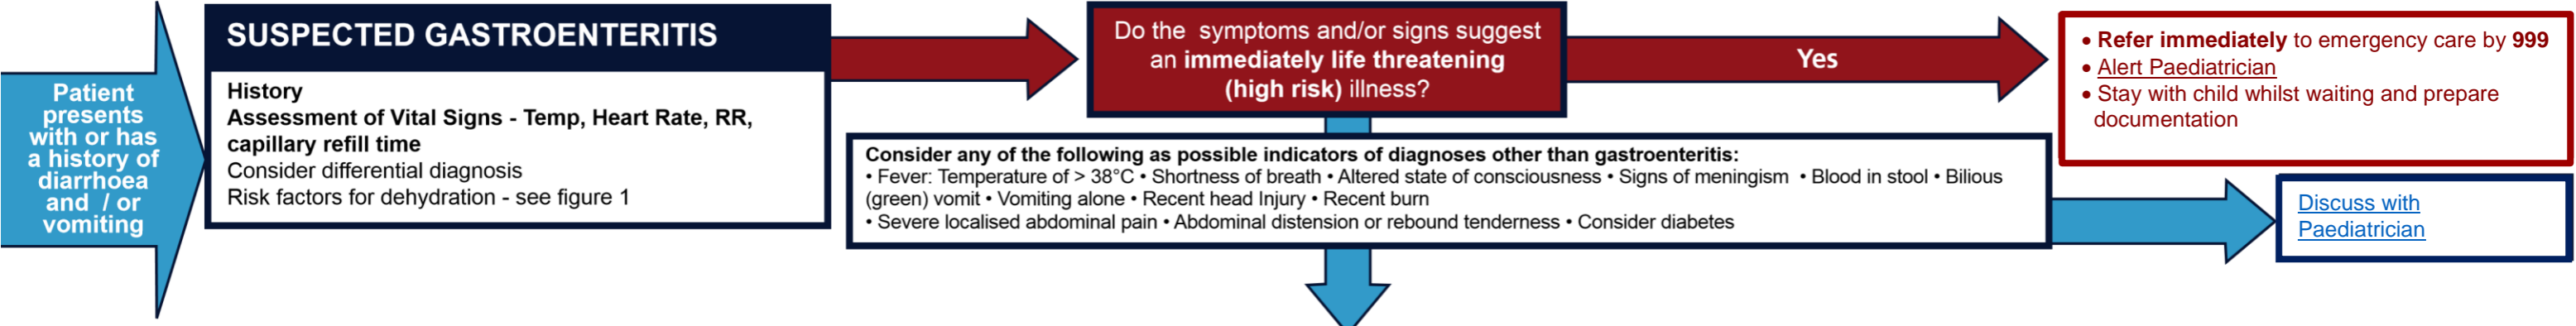 Patient
presents
with or has
a history of
diarrhoea
and / or
vomiting
SUSPECTED GASTROENTERITIS
History
Assessment of Vital Signs - Temp, Heart Rate, RR,
capillary refill time
Consider differential diagnosis
Risk factors for dehydration - see figure 1
Do the symptoms and/or signs suggest
an immediately life threatening
(high risk) illness?
Yes
• Refer immediately to emergency care by 999
• Alert Paediatrician
• Stay with child whilst waiting and prepare
documentation
Consider any of the following as possible indicators of diagnoses other than gastroenteritis:
• Fever: Temperature of > 38°C • Shortness of breath • Altered state of consciousness • Signs of meningism • Blood in stool • Bilious
(green) vomit • Vomiting alone • Recent head Injury • Recent burn
• Severe localised abdominal pain • Abdominal distension or rebound tenderness • Consider diabetes
Discuss with
Paediatrician